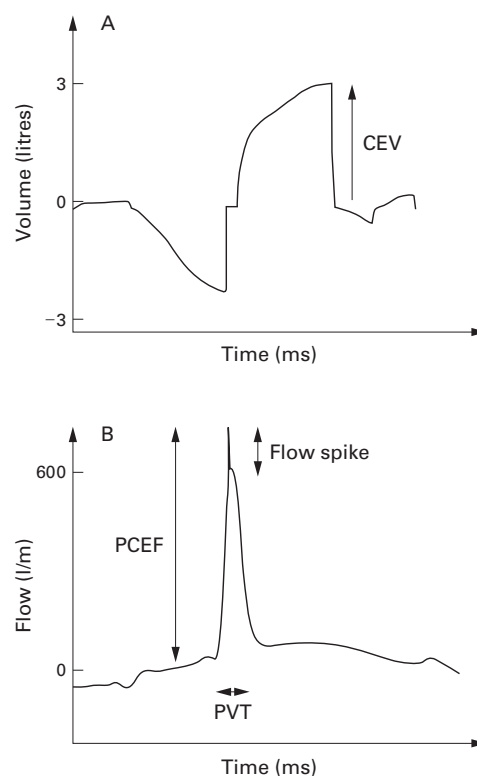 A
3
Volume (litres)
CEV
0
−3
Time (ms)
B
600
Flow spike
PCEF
Flow (l/m)
0
PVT
Time (ms)